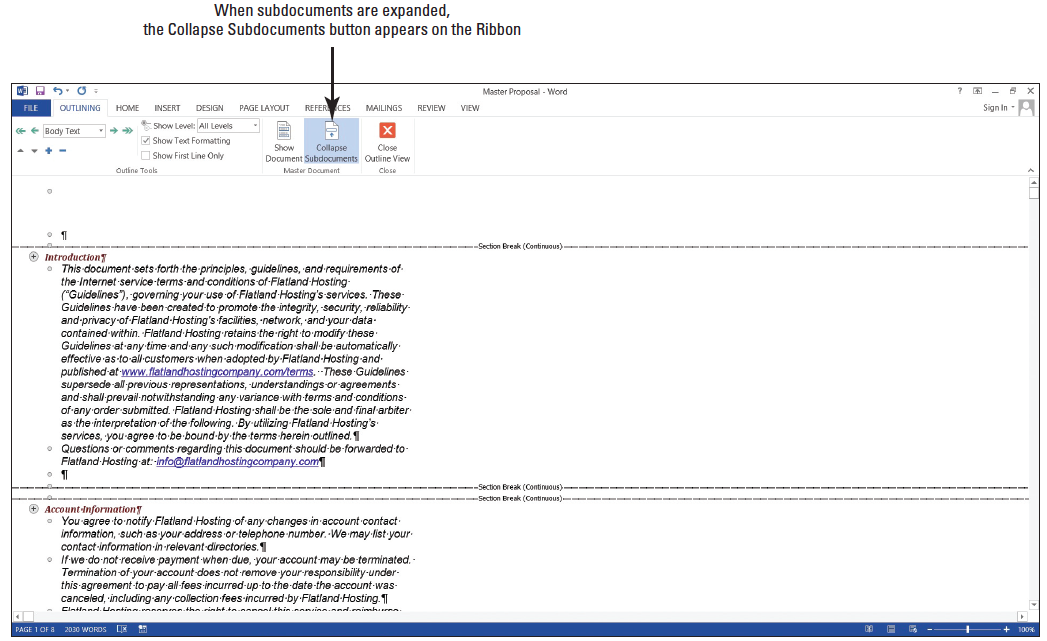 When subdocuments are expanded,
the Collapse Subdocuments button appears on the Ribbon
Master Proposal - Word
FILE OUTLINING HOME INSERT DESIGN PAGE LAYOUT REFERENCES MAILINGS REVIEW VIEW Sign In
Body Text
Show Level: All Levels
Show Text Formatting
Show First Line Only
Outline Tools
Show
Document
Collapse
Subdocuments
Master Document
Close
Outline View
Close
¶
Section Break (Continuous)
Introduction¶
This·document·sets·forth·the·principles,·guidelines,·and·requirements·of·
the·Internet·service·terms·and·conditions·of·Flatland·Hosting·
(“Guidelines”),·governing·your·use·of·Flatland·Hosting’s·services.··These·
Guidelines·have·been·created·to·promote·the·integrity,·security,·reliability·
and·privacy·of·Flatland·Hosting’s·facilities,·network,·and·your·data·
contained·within.··Flatland·Hosting·retains·the·right·to·modify·these·
Guidelines·at·any·time·and·any·such·modification·shall·be·automatically·
effective·as·to·all·customers·when·adopted·by·Flatland·Hosting·and·
published·at·www.flatlandhostingcompany.com/terms.··These·Guidelines·
supersede·all·previous·representations,·understandings·or·agreements·
and·shall·prevail·notwithstanding·any·variance·with·terms·and·conditions·
of·any·order·submitted.··Flatland·Hosting·shall·be·the·sole·and·final·arbiter·
as·the·interpretation·of·the·following.··By·utilizing·Flatland·Hosting’s·
services,·you·agree·to·be·bound·by·the·terms·herein·outlined.¶
Questions·or·comments·regarding·this·document·should·be·forwarded·to·
Flatland·Hosting·at:·info@flatlandhostingcompany.com¶
¶
Section Break (Continuous)
Section Break (Continuous)
Account·Information¶
You·agree·to·notify·Flatland·Hosting·of·any·changes·in·account·contact·
information,·such·as·your·address·or·telephone·number.··We·may·list·your·
contact·information·in·relevant·directories.¶
If·we·do·not·receive·payment·when·due,·your·account·may·be·terminated.··
Termination·of·your·account·does·not·remove·your·responsibility·under·
this·agreement·to·pay·all·fees·incurred·up·to·the·date·the·account·was·
canceled,·including·any·collection·fees·incurred·by·Flatland·Hosting.¶
Flatland·Hosting·reserves·the·right·to·cancel·this·service·and·reimburse·
PAGE 1 OF 8 2030 WORDS 100%